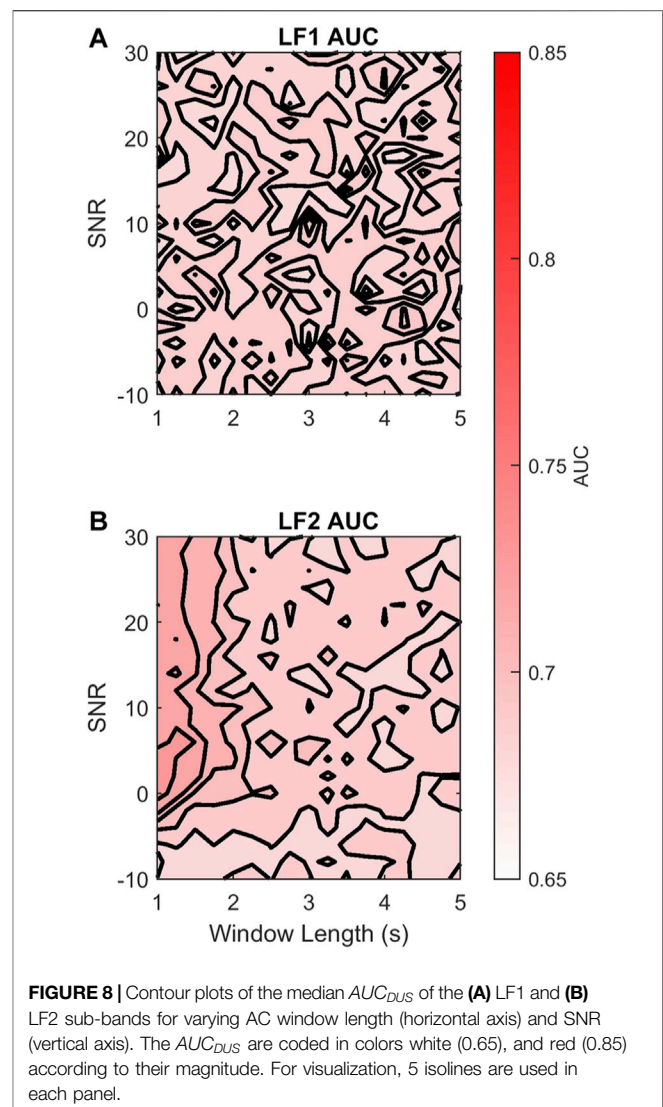 A
LF1 AUC
30
20
10
0
-10
SNR
1 2 3 4 5
0.85
0.8
0.75
0.7
0.65
AUC
B
LF2 AUC
30
20
10
0
-10
SNR
1 2 3 4 5
Window Length (s)
FIGURE 8 | Contour plots of the median AUC_DUS of the (A) LF1 and (B)
LF2 sub-bands for varying AC window length (horizontal axis) and SNR
(vertical axis). The AUC_DUS are coded in colors white (0.65), and red (0.85)
according to their magnitude. For visualization, 5 isolines are used in
each panel.